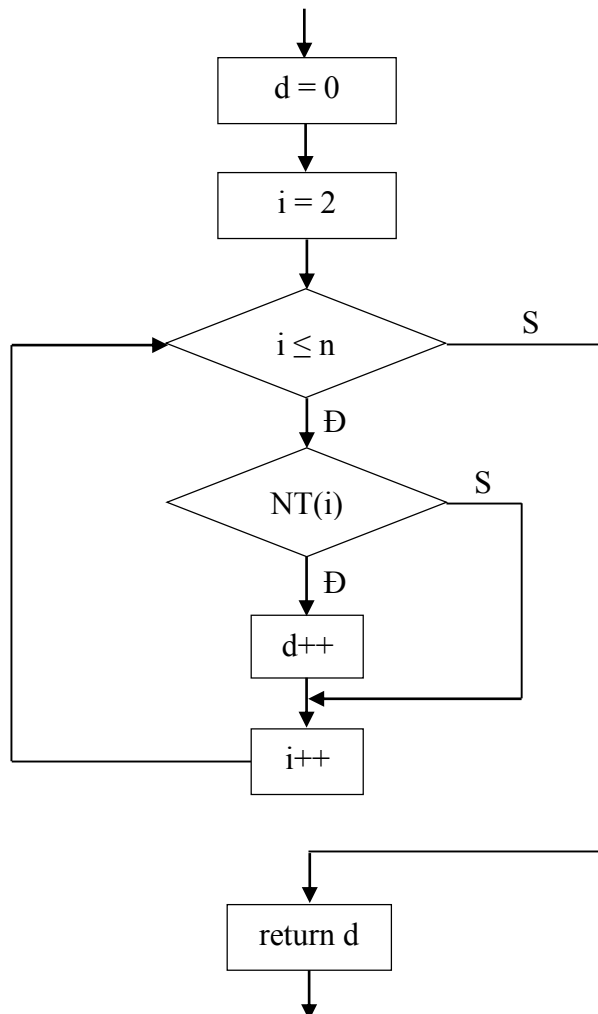 d = 0
i = 2
i ≤ n
S
Đ
NT(i)
S
Đ
d++
i++
return d